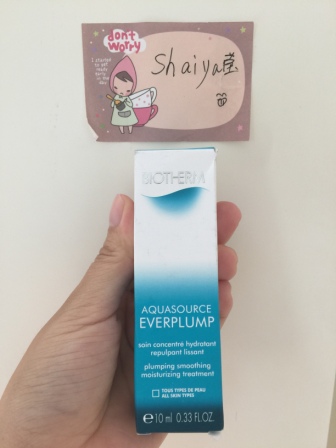 dont
worry
Shaiya
BIOTHERM
AQUASOURCE
EVERPLUMP
soin concentré hydratant
repulpant lissant
plumping smoothing
moisturizing treatment
TOUS TYPES DE PEAU
ALL SKIN TYPES
e 10 ml 0.33 FL.OZ.